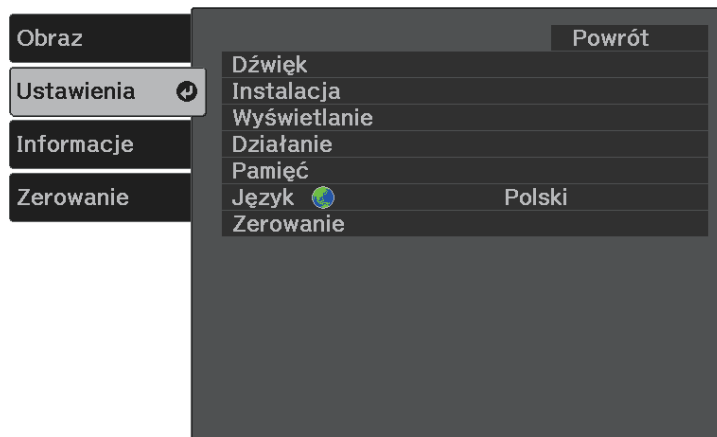 Obraz
Ustawienia
Informacje
Zerowanie
Powrót
Dźwięk
Instalacja
Wyświetlanie
Działanie
Pamięć
Język Polski
Zerowanie